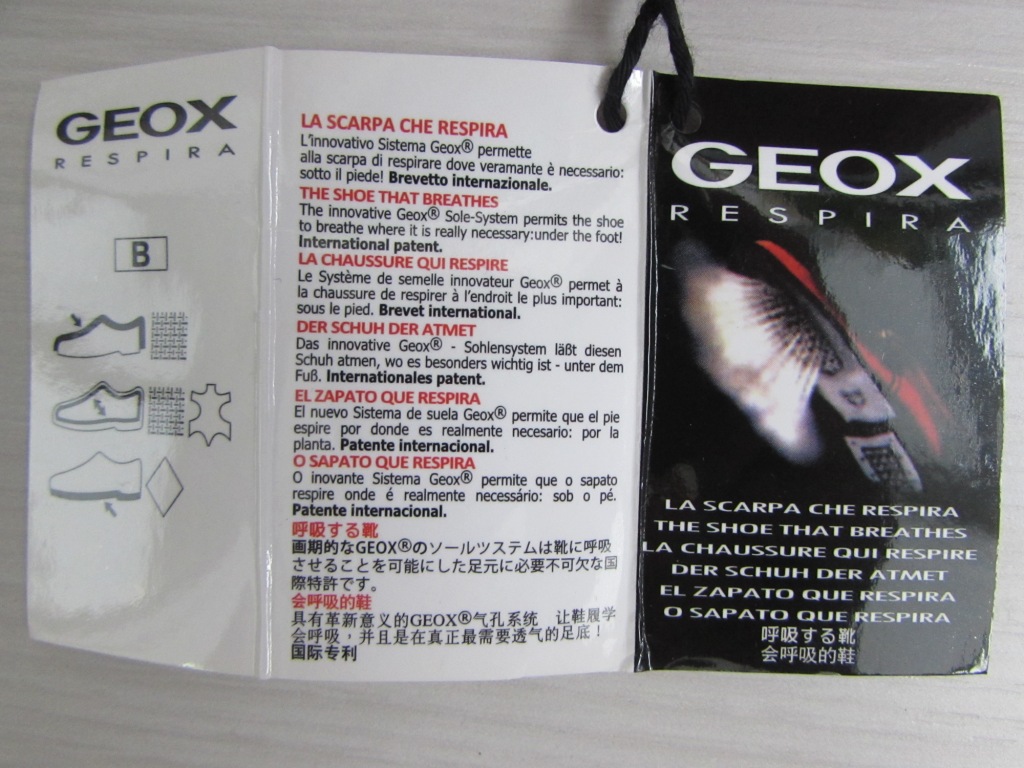 GEOX
RESPIRA
B
LA SCARPA CHE RESPIRA
L'innovativo Sistema Geox® permette
alla scarpa di respirare dove veramante è necessario:
sotto il piede! Brevetto internazionale.
THE SHOE THAT BREATHES
The innovative Geox® Sole-System permits the shoe
to breathe where it is really necessary:under the foot!
International patent.
LA CHAUSSURE QUI RESPIRE
Le Système de semelle innovateur Geox® permet à
la chaussure de respirer à l'endroit le plus important:
sous le pied. Brevet international.
DER SCHUH DER ATMET
Das innovative Geox® - Sohlensystem läßt diesen
Schuh atmen, wo es besonders wichtig ist - unter dem
Fuß. Internationales patent.
EL ZAPATO QUE RESPIRA
El nuevo Sistema de suela Geox® permite que el pie
espire por donde es realmente necesario: por la
planta. Patente internacional.
O SAPATO QUE RESPIRA
O inovante Sistema Geox® permite que o sapato
respire onde é realmente necessário: sob o pé.
Patente internacional.
呼吸する靴
画期的なGEOX®のソールツステムは靴に呼吸
させることを可能にした足元に必要不可欠な国
際特許です。
会呼吸的鞋
具有革新意义的GEOX®气孔系统 让鞋履学
会呼吸，并且是在真正最需要透气的足底！
国际专利
GEOX
RESPIRA
LA SCARPA CHE RESPIRA
THE SHOE THAT BREATHES
LA CHAUSSURE QUI RESPIRE
DER SCHUH DER ATMET
EL ZAPATO QUE RESPIRA
O SAPATO QUE RESPIRA
呼吸する靴
会呼吸的鞋